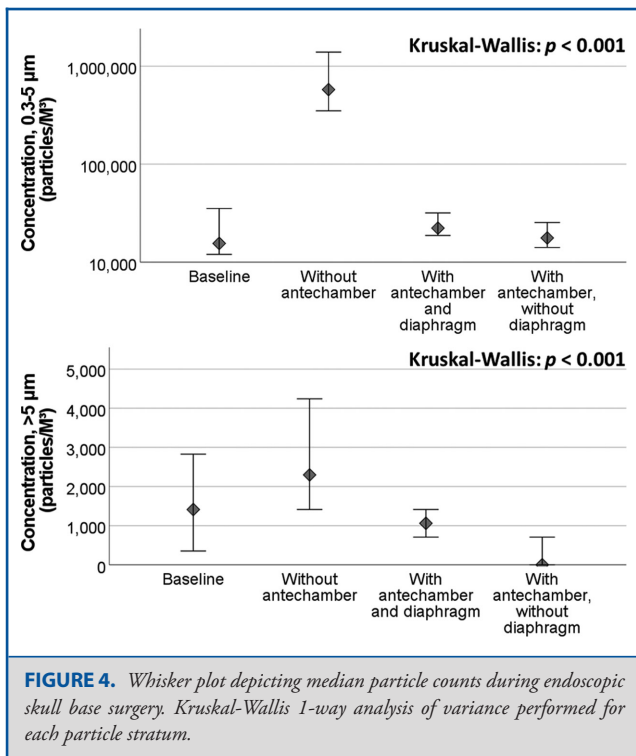 Kruskal-Wallis: p < 0.001
Concentration, 0.3-5 µm
(particles/M³)
1,000,000
100,000
10,000
Baseline
Without
antechamber
With
antechamber
and
diaphragm
With
antechamber,
without
diaphragm
Kruskal-Wallis: p < 0.001
Concentration, >5 µm
(particles/M³)
5,000
4,000
3,000
2,000
1,000
0
Baseline
Without
antechamber
With
antechamber
and diaphragm
With
antechamber,
without
diaphragm
FIGURE 4. Whisker plot depicting median particle counts during endoscopic
skull base surgery. Kruskal-Wallis 1-way analysis of variance performed for
each particle stratum.